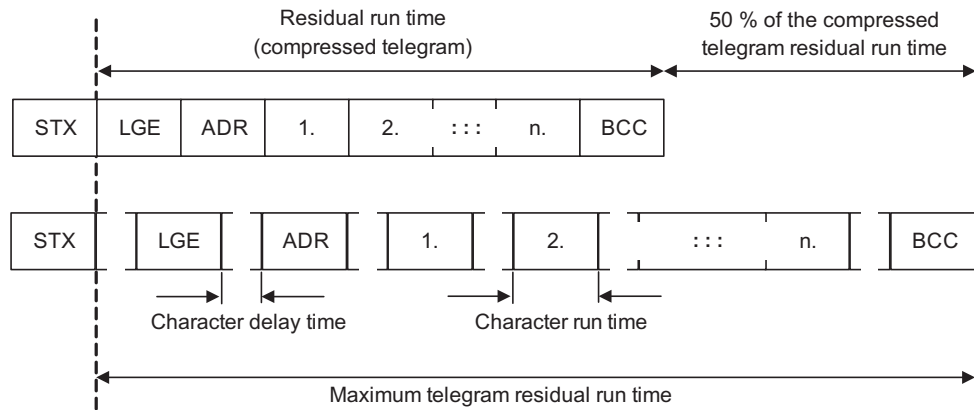 Residual run time
(compressed telegram)
50 % of the compressed
telegram residual run time
STX LGE ADR 1. 2. : : : n. BCC
STX LGE ADR 1. 2. : : : n. BCC
Character delay time Character run time
Maximum telegram residual run time